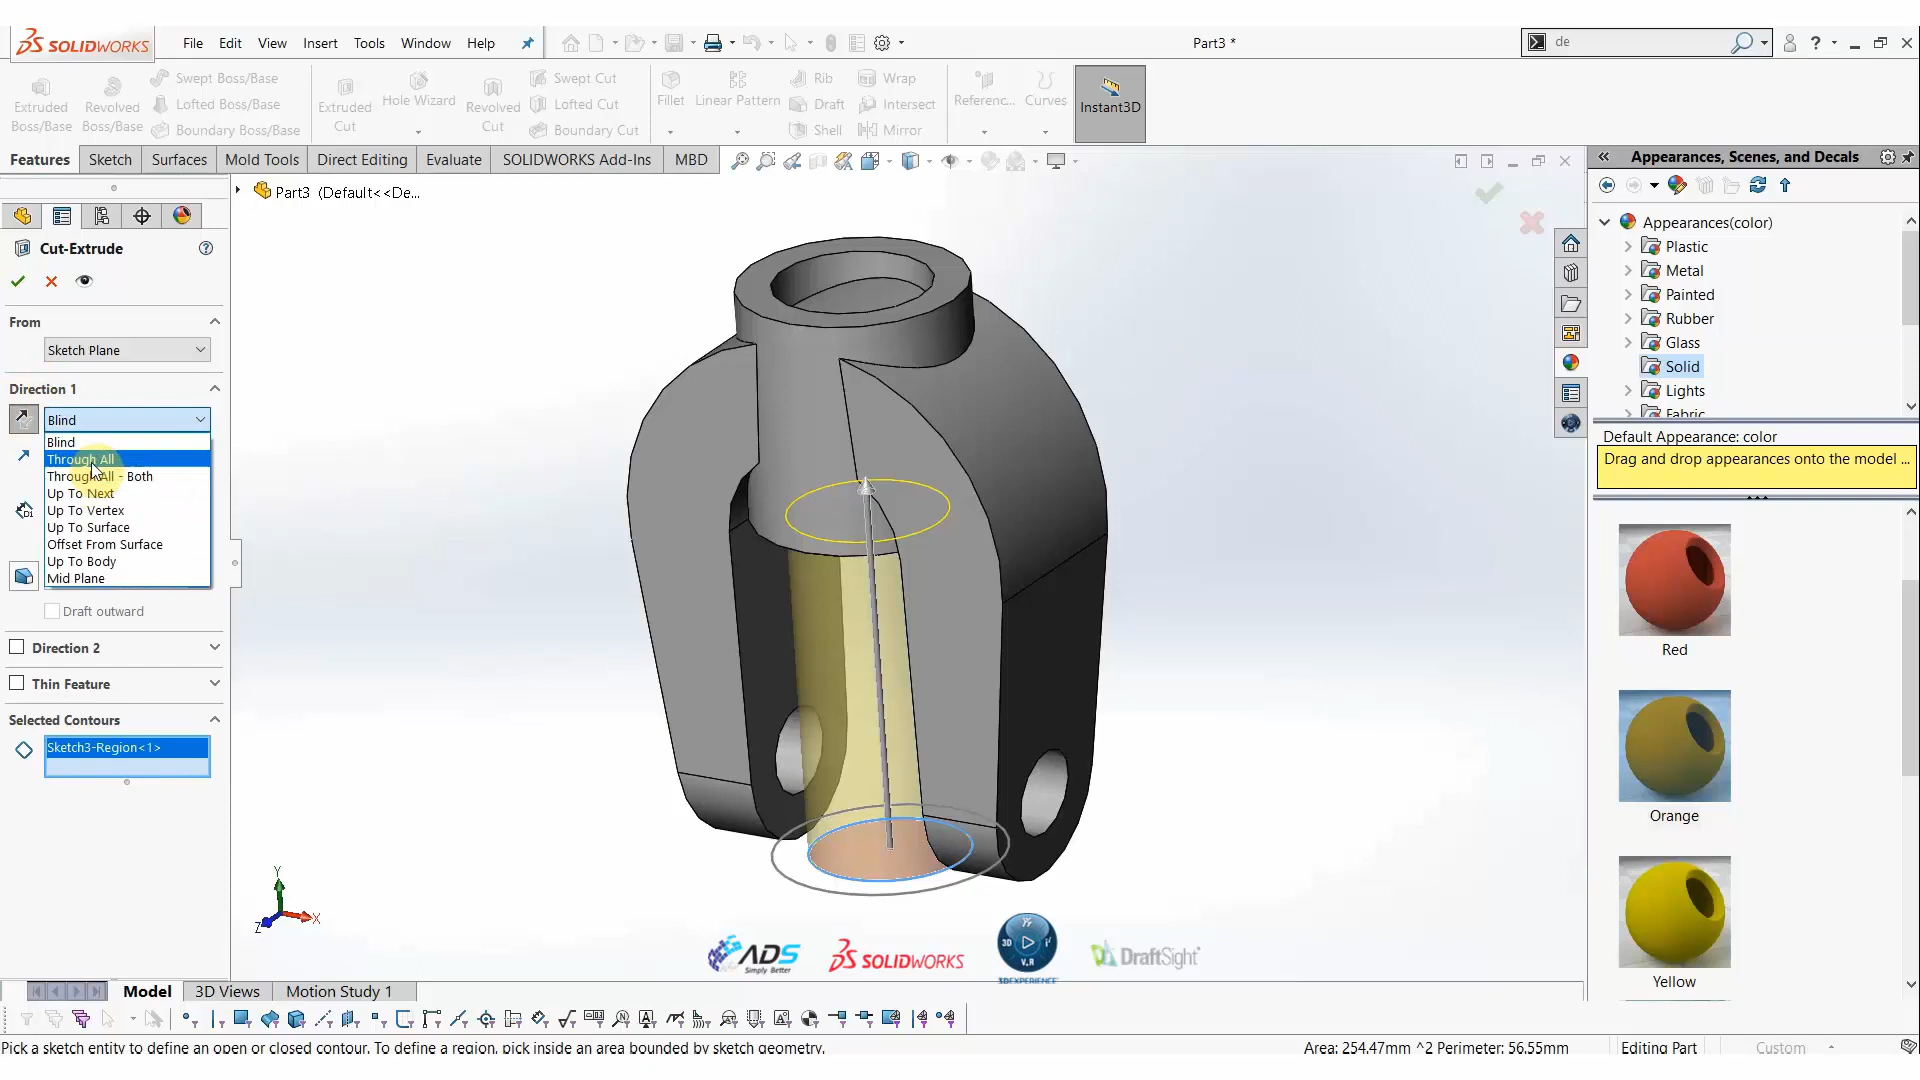 SOLIDWORKS
File Edit View Insert Tools Window Help
Part3 *
de
Extruded Boss/Base
Revolved Boss/Base
Swept Boss/Base
Lofted Boss/Base
Boundary Boss/Base
Extruded Cut
Hole Wizard
Revolved Cut
Swept Cut
Lofted Cut
Boundary Cut
Fillet
Linear Pattern
Rib
Draft
Shell
Wrap
Intersect
Mirror
Referenc...
Curves
Instant3D
Features Sketch Surfaces Mold Tools Direct Editing Evaluate SOLIDWORKS Add-Ins MBD
Part3 (Default<<De...
Cut-Extrude
From
Sketch Plane
Direction 1
Blind
Blind
Through All
Through All - Both
Up To Next
Up To Vertex
Up To Surface
Offset From Surface
Up To Body
Mid Plane
Draft outward
Direction 2
Thin Feature
Selected Contours
Sketch3-Region<1>
Y
X
Z
ADS
Simply Better
SOLIDWORKS
3D
V.R
3DEXPERIENCE
DraftSight
Appearances, Scenes, and Decals
Appearances(color)
Plastic
Metal
Painted
Rubber
Glass
Solid
Lights
Fabric
Default Appearance: color
Drag and drop appearances onto the model ...
Red
Orange
Yellow
Model 3D Views Motion Study 1
Pick a sketch entity to define an open or closed contour. To define a region, pick inside an area bounded by sketch geometry.
Area: 254.47mm ^2 Perimeter: 56.55mm
Editing Part
Custom